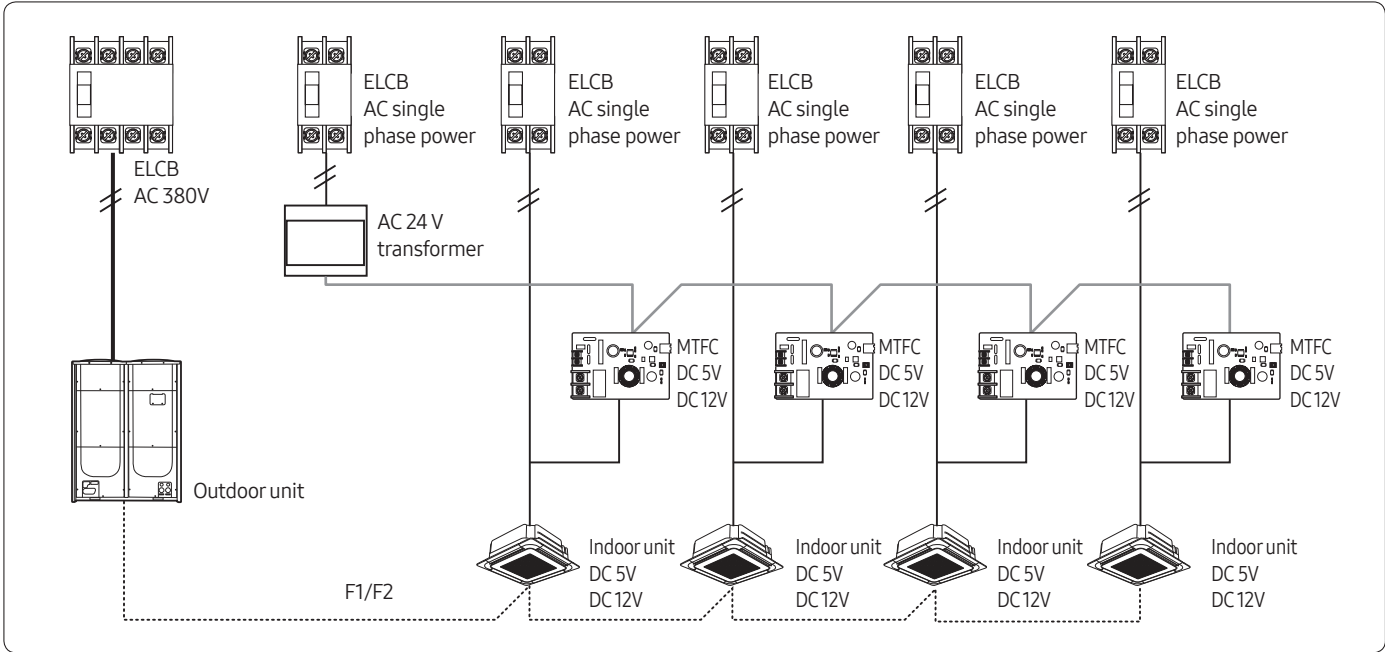 ELCB
AC 380V
ELCB
AC single
phase power
ELCB
AC single
phase power
ELCB
AC single
phase power
ELCB
AC single
phase power
ELCB
AC single
phase power
AC 24 V
transformer
MTFC
DC 5V
DC 12V
MTFC
DC 5V
DC 12V
MTFC
DC 5V
DC 12V
MTFC
DC 5V
DC 12V
Outdoor unit
F1/F2
Indoor unit
DC 5V
DC 12V
Indoor unit
DC 5V
DC 12V
Indoor unit
DC 5V
DC 12V
Indoor unit
DC 5V
DC 12V